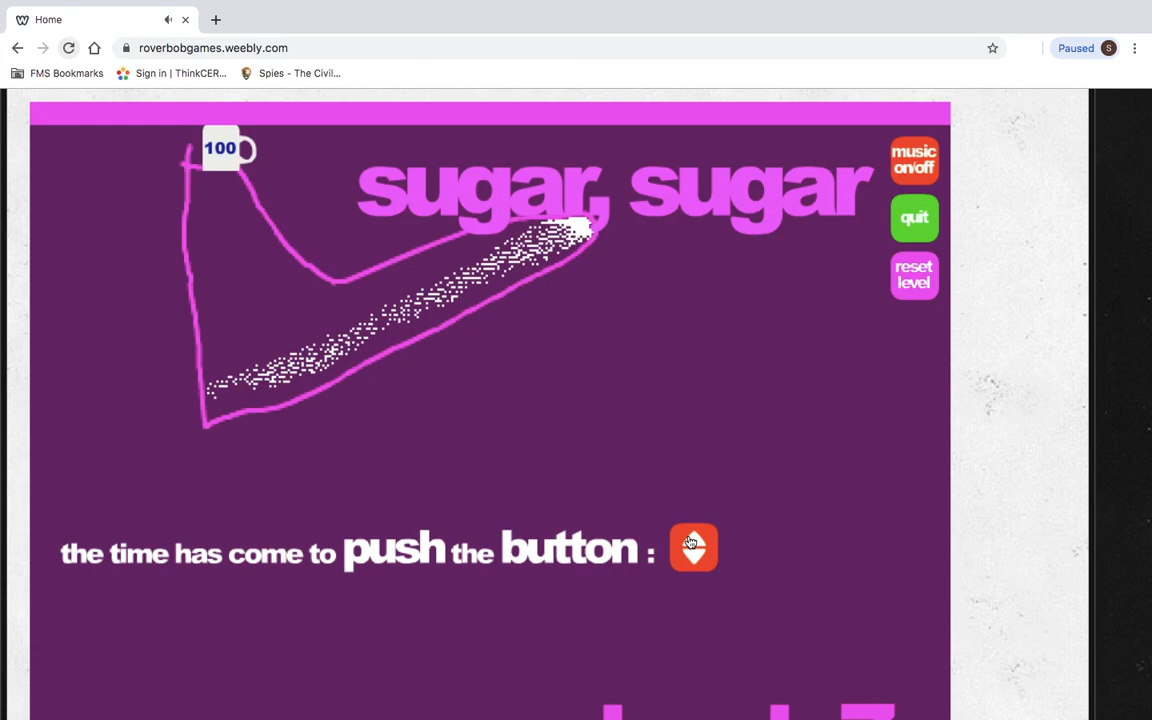 Home
roverbobgames.weebly.com
Paused S
FMS Bookmarks
Sign in | ThinkCER...
Spies - The Civil...
100
sugar, sugar
music
on/off
quit
reset
level
the time has come to push the button :